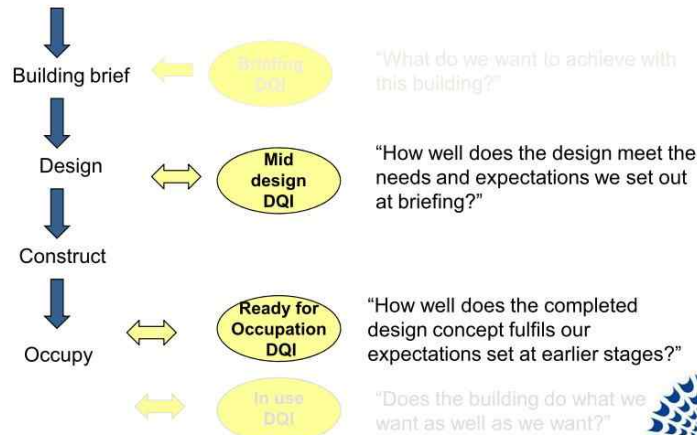 Building brief
Briefing
DQI
"What do we want to achieve with
this building?"
Design
Mid
design
DQI
"How well does the design meet the
needs and expectations we set out
at briefing?"
Construct
Occupy
Ready for
Occupation
DQI
"How well does the completed
design concept fulfils our
expectations set at earlier stages?"
In use
DQI
"Does the building do what we
want as well as we want?"